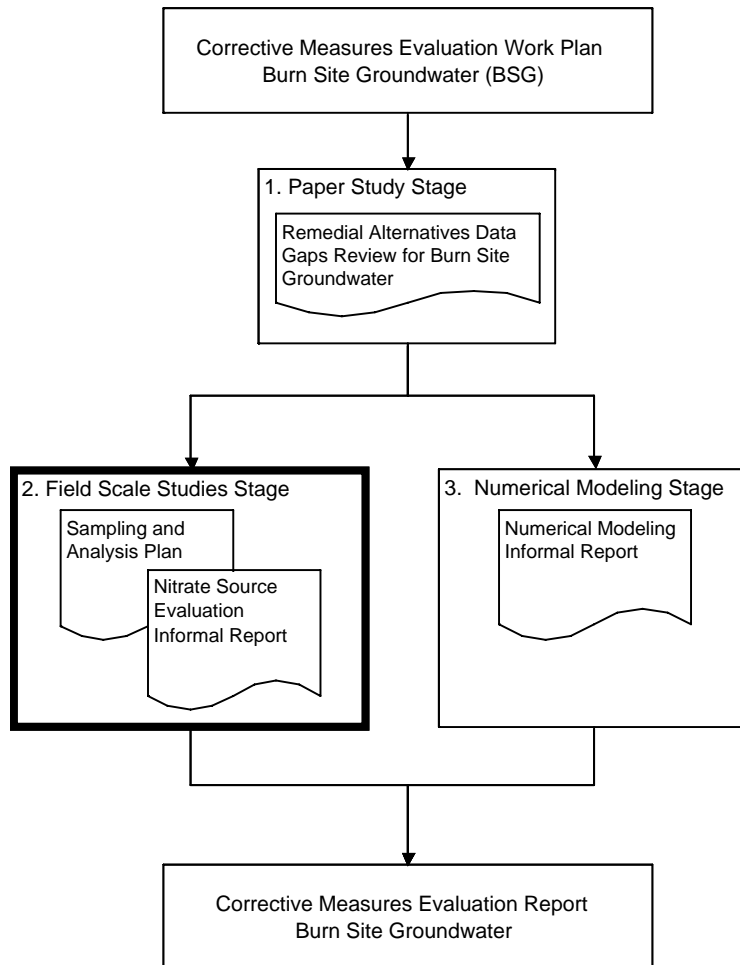 Corrective Measures Evaluation Work Plan
Burn Site Groundwater (BSG)
1. Paper Study Stage
Remedial Alternatives Data
Gaps Review for Burn Site
Groundwater
2. Field Scale Studies Stage
Sampling and
Analysis Plan
Nitrate Source
Evaluation
Informal Report
3. Numerical Modeling Stage
Numerical Modeling
Informal Report
Corrective Measures Evaluation Report
Burn Site Groundwater